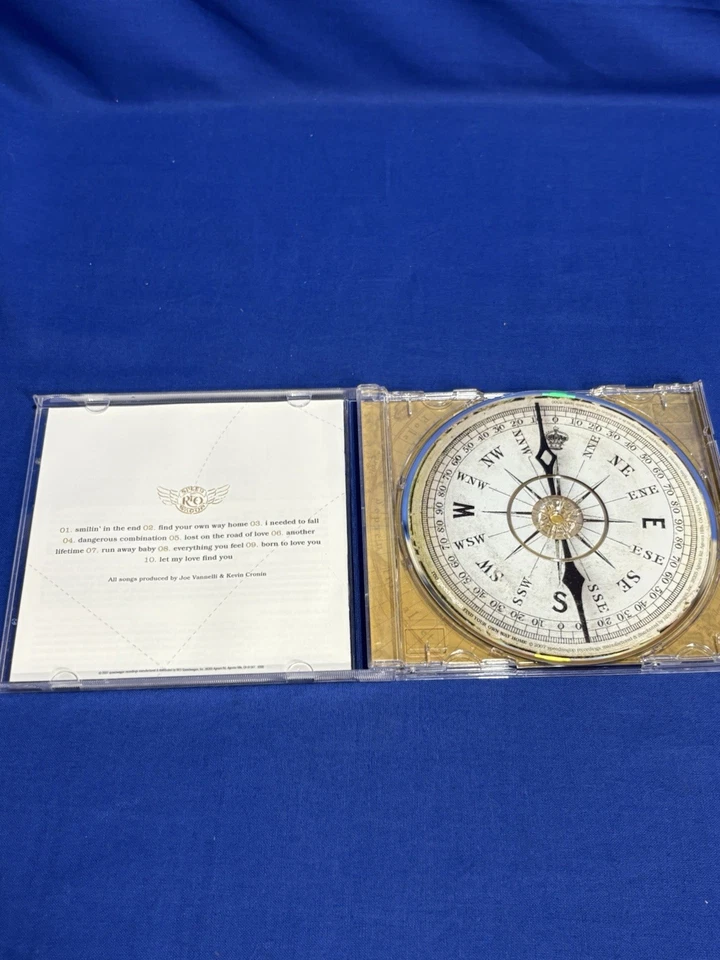 SPEED
REO
WAGON
01. smilin' in the end 02. find your own way home 03. i needed to fall
04. dangerous combination 05. lost on the road of love 06. another
lifetime 07. run away baby 08. everything you feel 09. born to love you
10. let my love find you
All songs produced by Joe Vannelli & Kevin Cronin
NNW
NNE
NW
NE
WNW
ENE
W
E
WSW
ESE
SW
SE
SSW
SSE
S